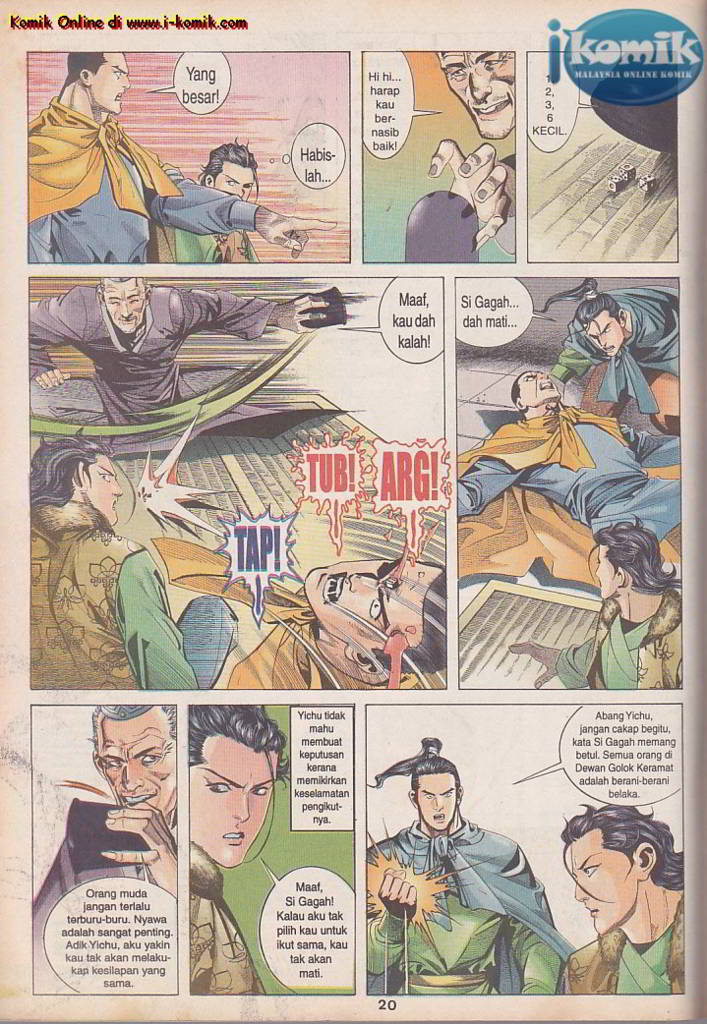 Komik Online di www.i-komik.com
ikomik
MALAYSIA ONLINE KOMIK
Yang
besar!
Habis-
lah...
Hi hi...
harap
kau
ber-
nasib
baik!
2,
3,
6
KECIL.
Maaf,
kau dah
kalah!
TUB!
ARG!
TAP!
Si Gagah...
dah mati...
Orang muda
jangan terlalu
terburu-buru. Nyawa
adalah sangat penting.
Adik Yichu, aku yakin
kau tak akan melaku-
kan kesilapan yang
sama.
Yichu tidak
mahu
membuat
keputusan
kerana
memikirkan
keselamatan
pengikut-
nya.
Maaf,
Si Gagah!
Kalau aku tak
pilih kau untuk
ikut sama, kau
tak akan
mati.
Abang Yichu,
jangan cakap begitu,
kata Si Gagah memang
betul. Semua orang di
Dewan Golok Keramat
adalah berani-berani
belaka.
20